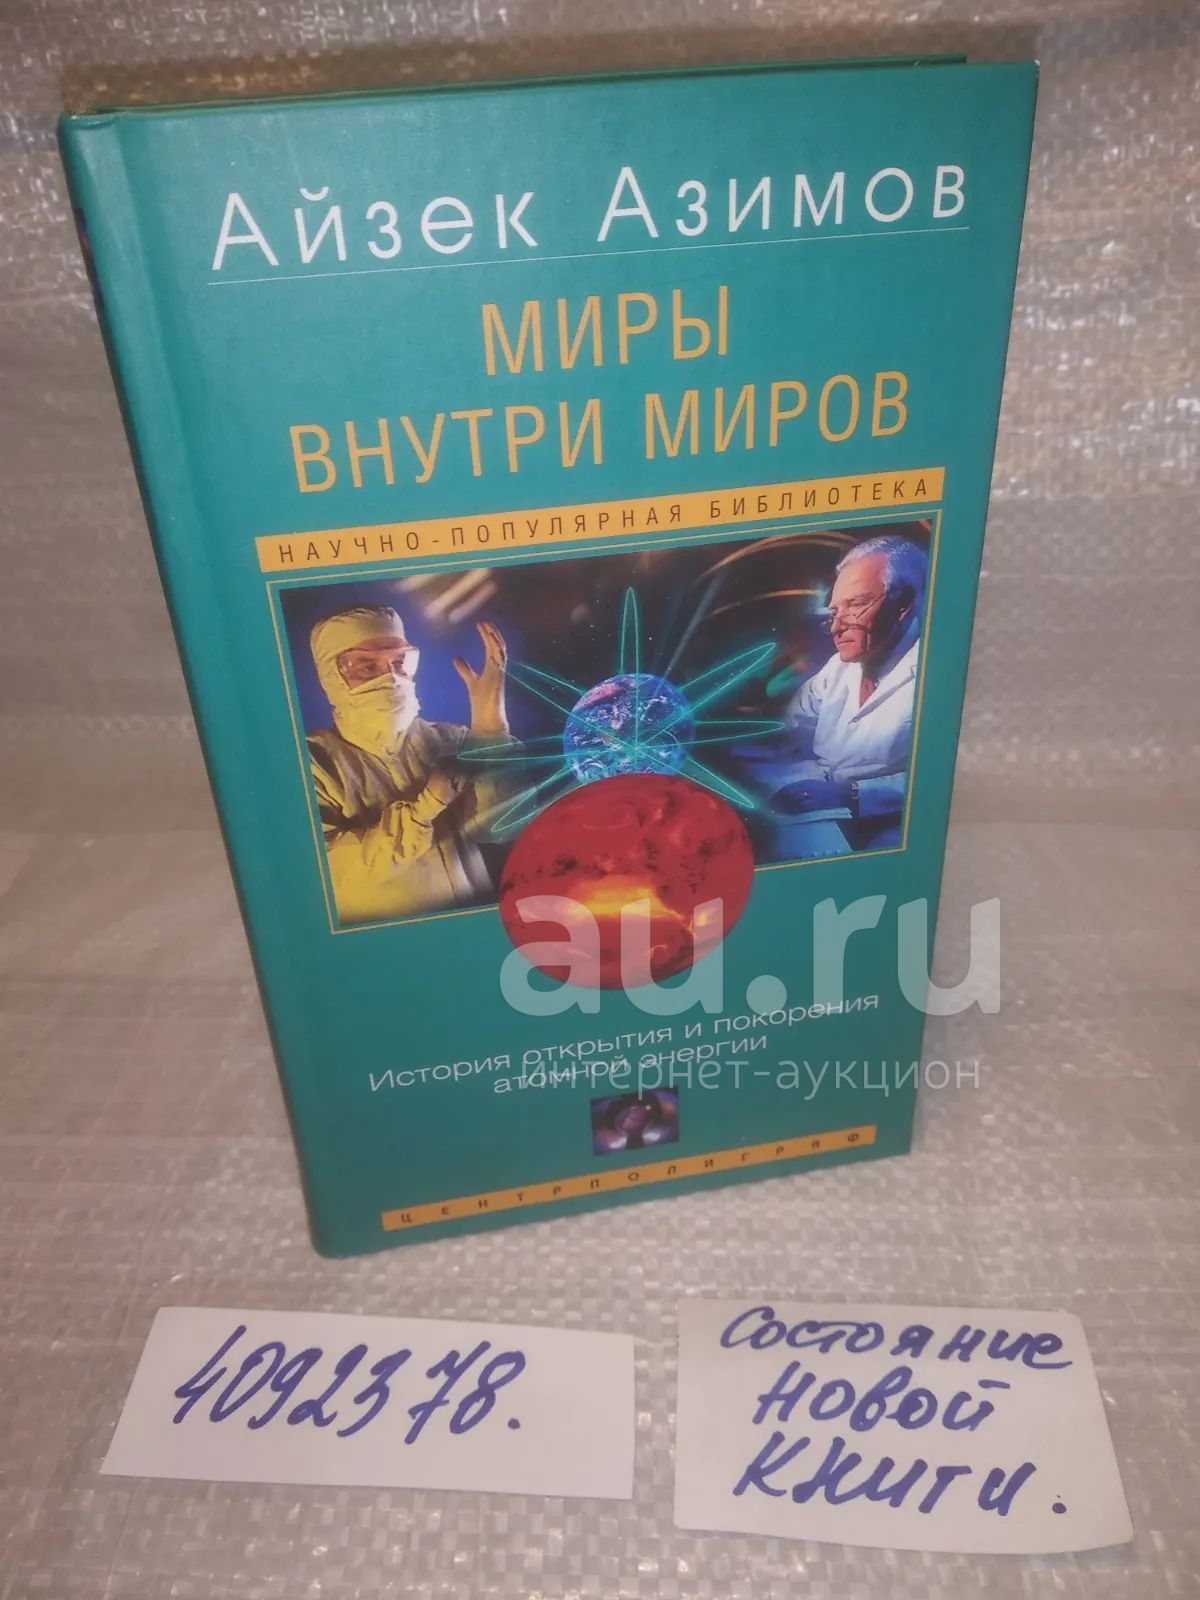 Айзек Азимов
МИРЫ
ВНУТРИ МИРОВ
НАУЧНО-ПОПУЛЯРНАЯ БИБЛИОТЕКА
au.ru
История открытия и покорения
атомной энергии
интернет-аукцион
ЦЕНТРПОЛИГРАФ
4092378.
Состояние
новой
книги.